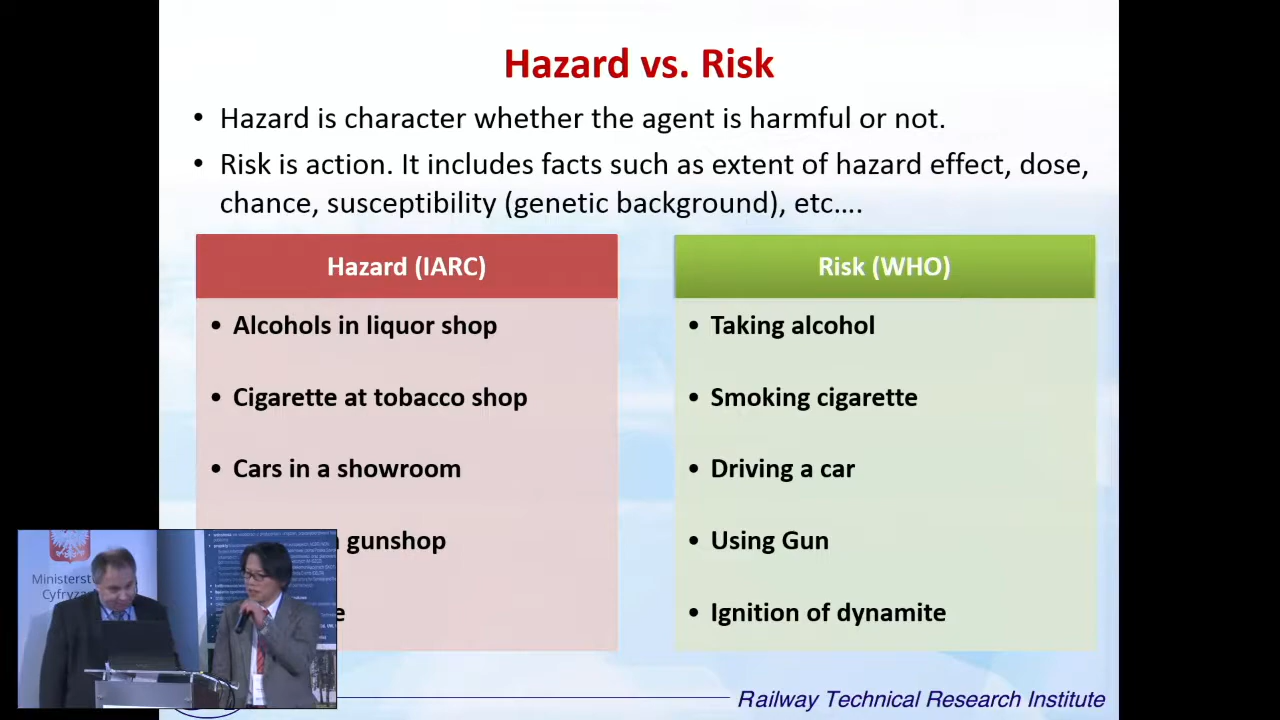 Hazard vs. Risk
• Hazard is character whether the agent is harmful or not.
• Risk is action. It includes facts such as extent of hazard effect, dose,
chance, susceptibility (genetic background), etc….
Hazard (IARC)
• Alcohols in liquor shop
• Cigarette at tobacco shop
• Cars in a showroom
gunshop
Risk (WHO)
• Taking alcohol
• Smoking cigarette
• Driving a car
• Using Gun
• Ignition of dynamite
Ministerst
Cyfryza
Railway Technical Research Institute